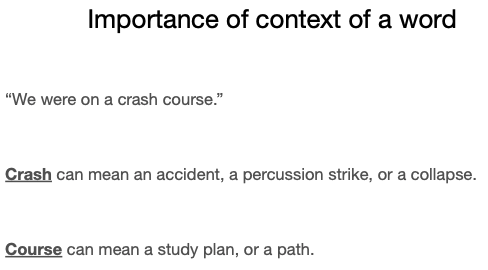 Importance of context of a word
“We were on a crash course.”
Crash can mean an accident, a percussion strike, or a collapse.
Course can mean a study plan, or a path.